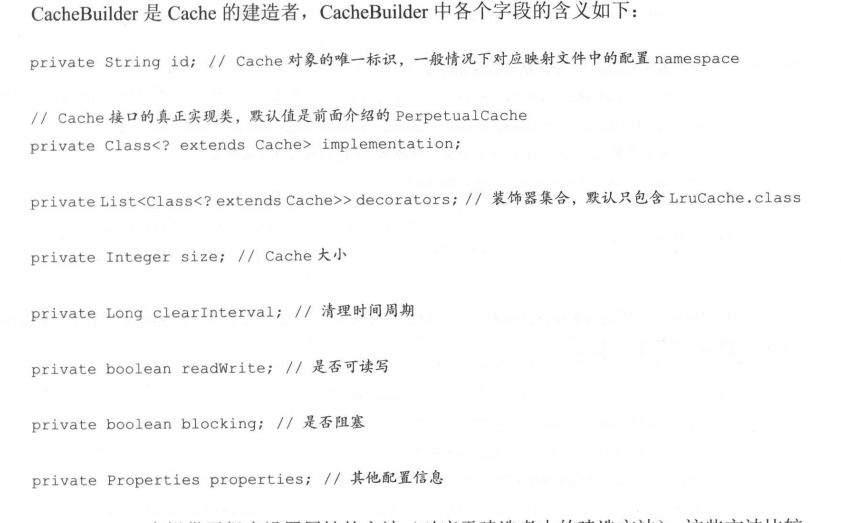 CacheBuilder 是 Cache 的建造者，CacheBuilder 中各个字段的含义如下：
private String id; // Cache 对象的唯一标识，一般情况下对应映射文件中的配置 namespace
// Cache 接口的真正实现类，默认值是前面介绍的 PerpetualCache
private Class<? extends Cache> implementation;
private List<Class<? extends Cache>> decorators; // 装饰器集合，默认只包含 LruCache.class
private Integer size; // Cache 大小
private Long clearInterval; // 清理时间周期
private boolean readWrite; // 是否可读写
private boolean blocking; // 是否阻塞
private Properties properties; // 其他配置信息